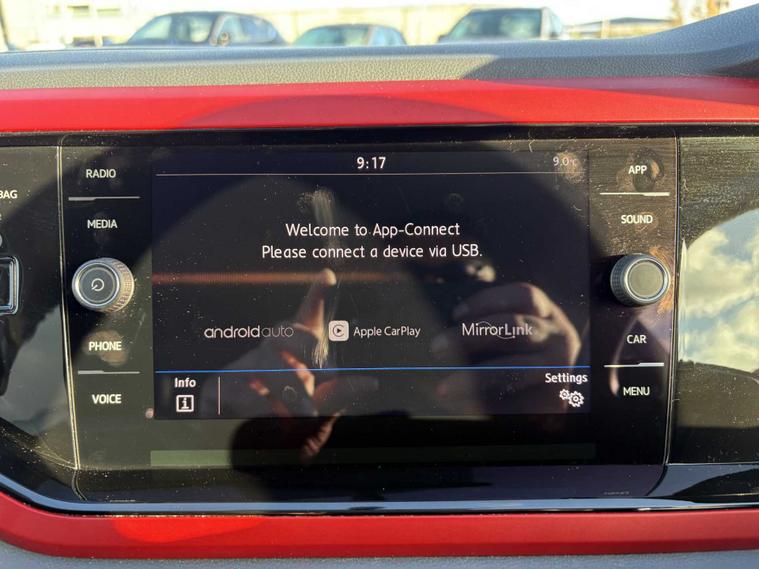 BAG
RADIO
MEDIA
PHONE
VOICE
9:17
9.0°C
Welcome to App-Connect
Please connect a device via USB.
androidauto
Apple CarPlay
MirrorLink
Info
i
Settings
APP
SOUND
CAR
MENU